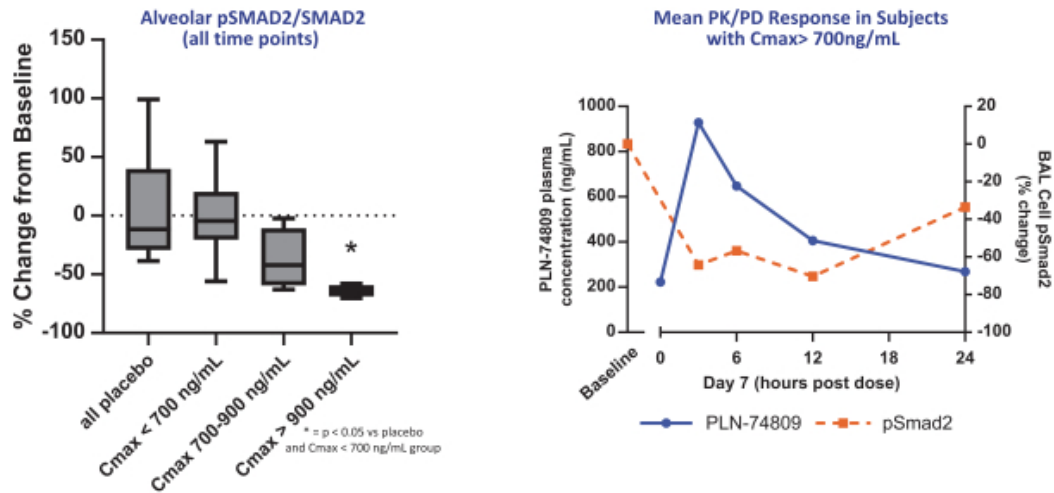 Alveolar pSMAD2/SMAD2
(all time points)
% Change from Baseline
150
100
50
0
-50
-100
*
all placebo
Cmax < 700 ng/mL
Cmax 700-900 ng/mL
Cmax > 900 ng/mL
* = p < 0.05 vs placebo
and Cmax < 700 ng/mL group
Mean PK/PD Response in Subjects
with Cmax> 700ng/mL
PLN-74809 plasma
concentration (ng/mL)
1000
800
600
400
200
0
20
0
-20
-40
-60
-80
-100
BAL Cell pSmad2
(% change)
Baseline
0
6
12
18
24
Day 7 (hours post dose)
PLN-74809
pSmad2